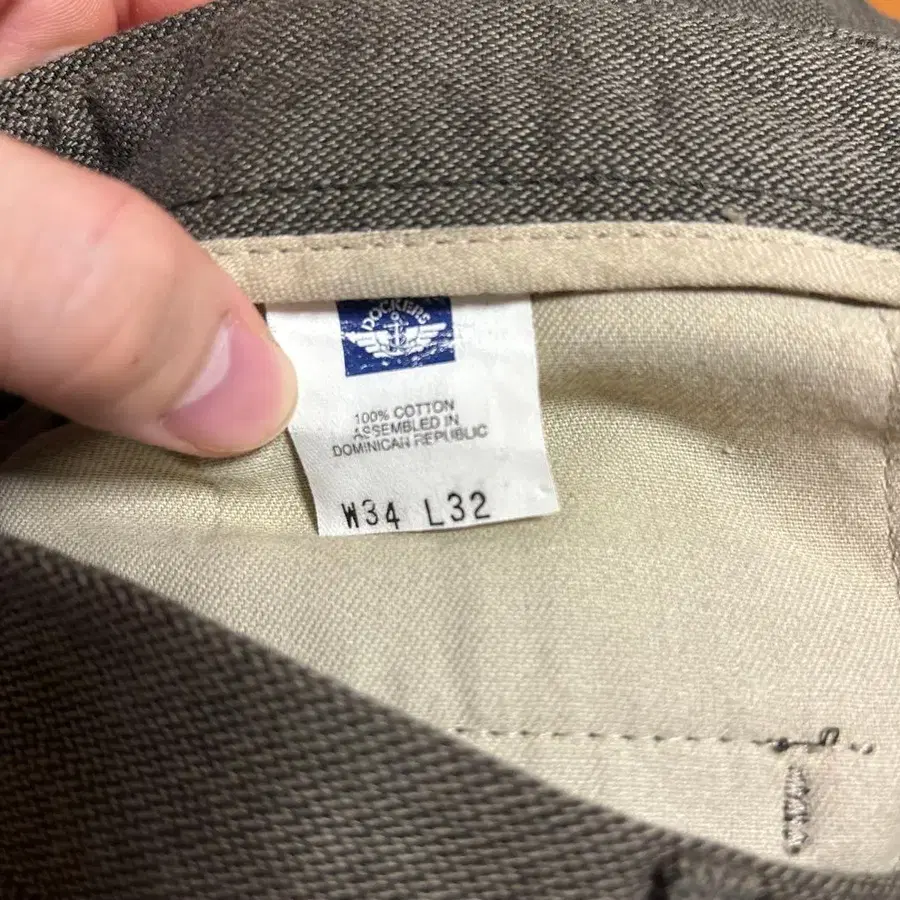 DOCKERS
100% COTTON
ASSEMBLED IN
DOMINICAN REPUBLIC
W34 L32